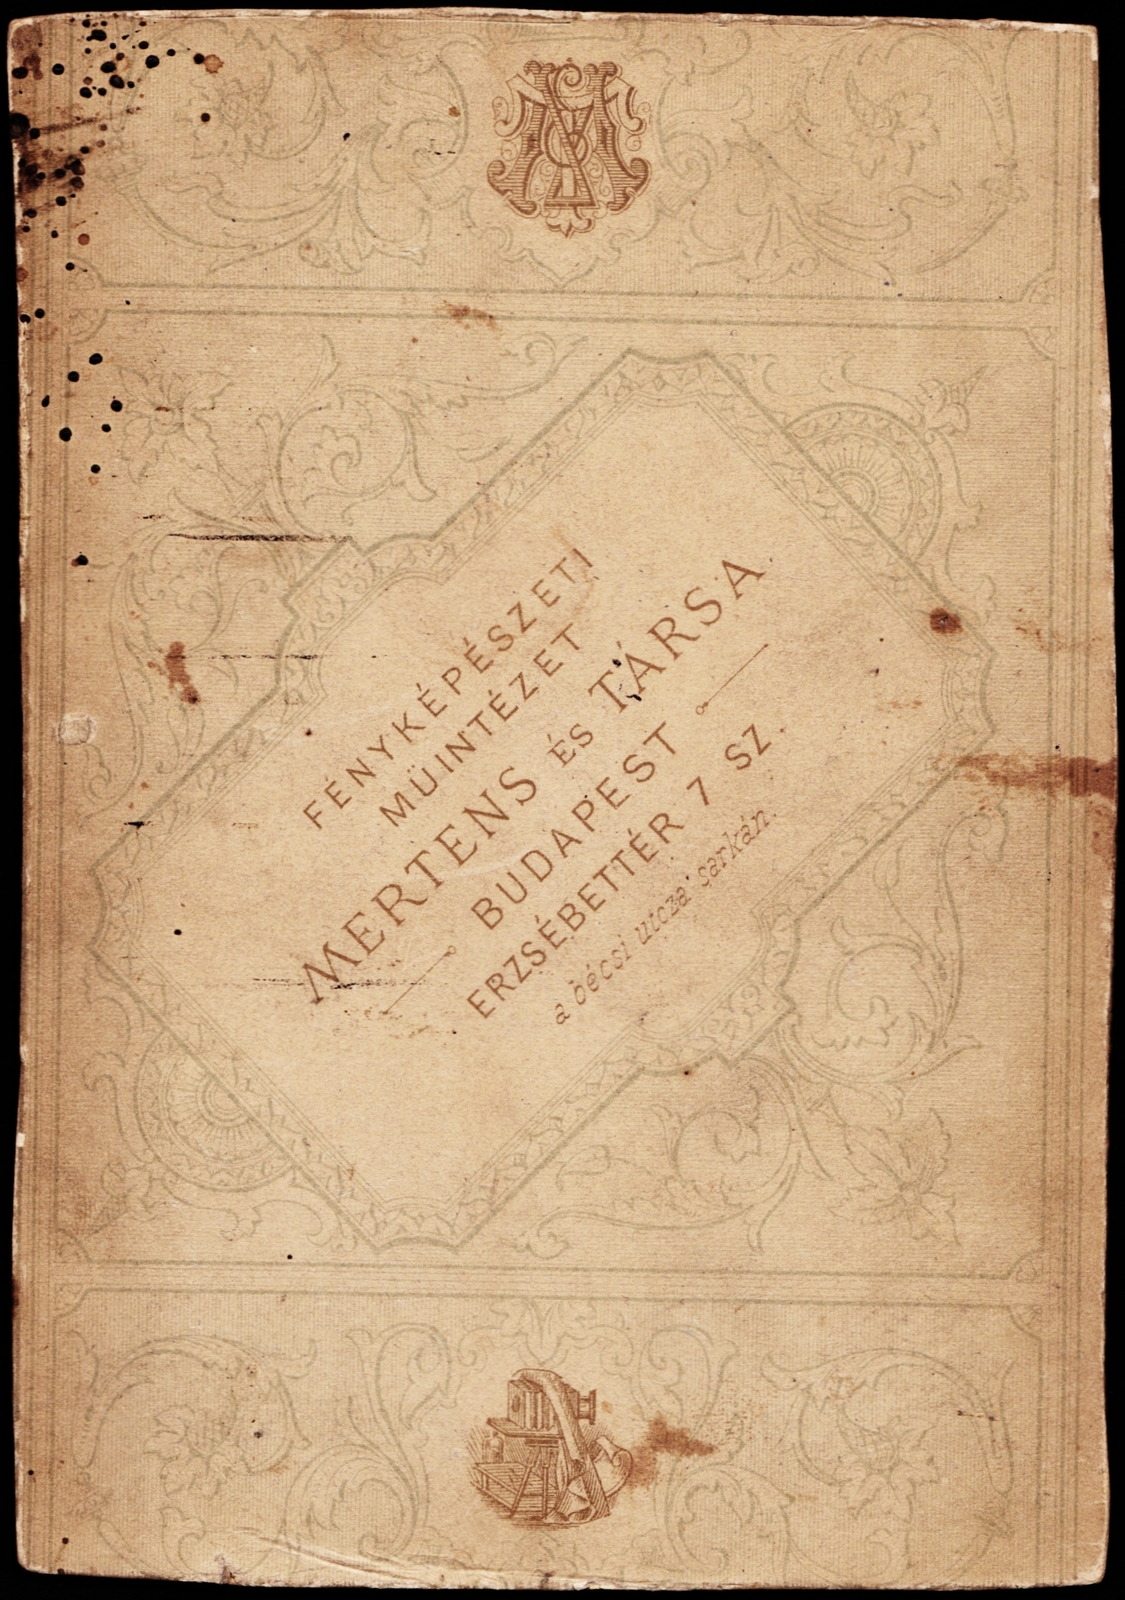 FÉNYKÉPÉSZETI
MŰINTÉZET
MERTENS ÉS TÁRSA
BUDAPEST
ERZSÉBETTÉR 7 SZ.
a bécsi utcza sarkán.